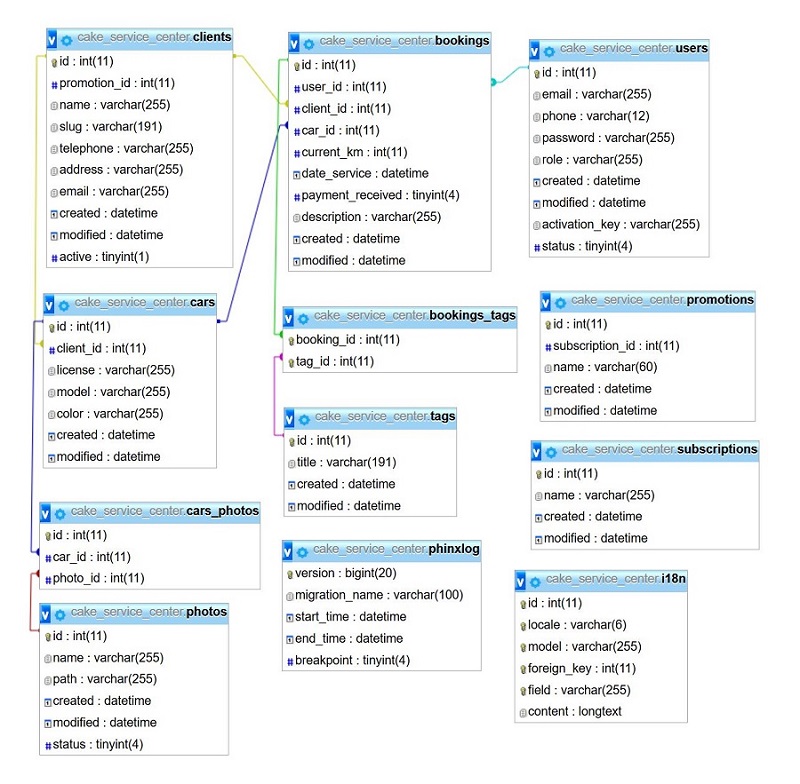 cake_service_center.clients
id : int(11)
promotion_id : int(11)
name : varchar(255)
slug : varchar(191)
telephone : varchar(255)
address : varchar(255)
email : varchar(255)
created : datetime
modified : datetime
active : tinyint(1)
cake_service_center.bookings
id : int(11)
user_id : int(11)
client_id : int(11)
car_id : int(11)
current_km : int(11)
date_service : datetime
payment_received : tinyint(4)
description : varchar(255)
created : datetime
modified : datetime
cake_service_center.users
id : int(11)
email : varchar(255)
phone : varchar(12)
password : varchar(255)
role : varchar(255)
created : datetime
modified : datetime
activation_key : varchar(255)
status : tinyint(4)
cake_service_center.cars
id : int(11)
client_id : int(11)
license : varchar(255)
model : varchar(255)
color : varchar(255)
created : datetime
modified : datetime
cake_service_center.bookings_tags
booking_id : int(11)
tag_id : int(11)
cake_service_center.promotions
id : int(11)
subscription_id : int(11)
name : varchar(60)
created : datetime
modified : datetime
cake_service_center.tags
id : int(11)
title : varchar(191)
created : datetime
modified : datetime
cake_service_center.subscriptions
id : int(11)
name : varchar(255)
created : datetime
modified : datetime
cake_service_center.cars_photos
id : int(11)
car_id : int(11)
photo_id : int(11)
cake_service_center.phinxlog
version : bigint(20)
migration_name : varchar(100)
start_time : datetime
end_time : datetime
breakpoint : tinyint(4)
cake_service_center.i18n
id : int(11)
locale : varchar(6)
model : varchar(255)
foreign_key : int(11)
field : varchar(255)
content : longtext
cake_service_center.photos
id : int(11)
name : varchar(255)
path : varchar(255)
created : datetime
modified : datetime
status : tinyint(4)